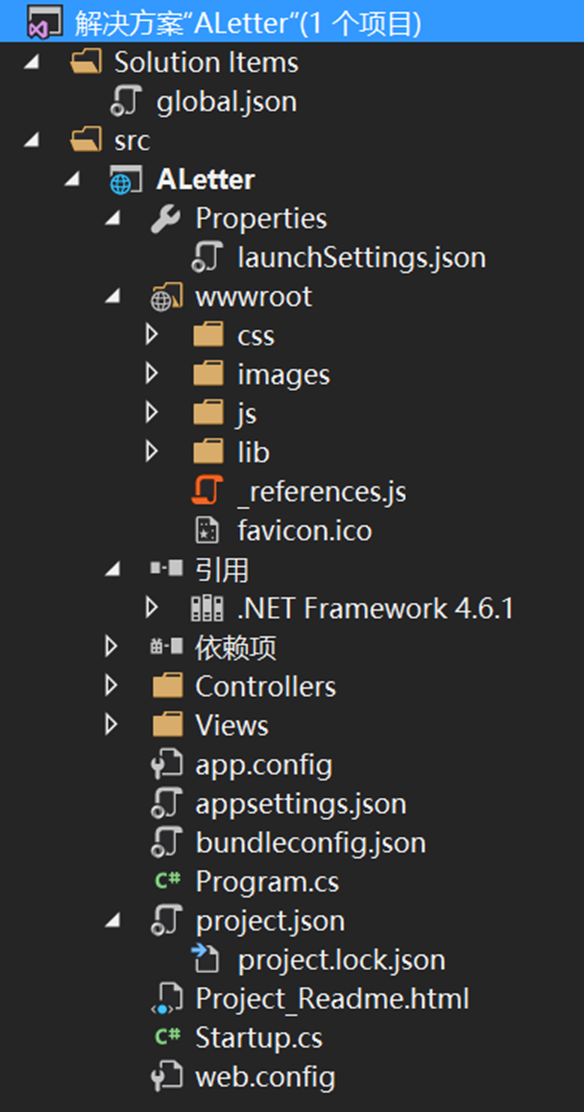 解决方案“ALetter”(1 个项目)
Solution Items
global.json
src
ALetter
Properties
launchSettings.json
wwwroot
css
images
js
lib
_references.js
favicon.ico
引用
.NET Framework 4.6.1
依赖项
Controllers
Views
app.config
appsettings.json
bundleconfig.json
C# Program.cs
project.json
project.lock.json
Project_Readme.html
C# Startup.cs
web.config